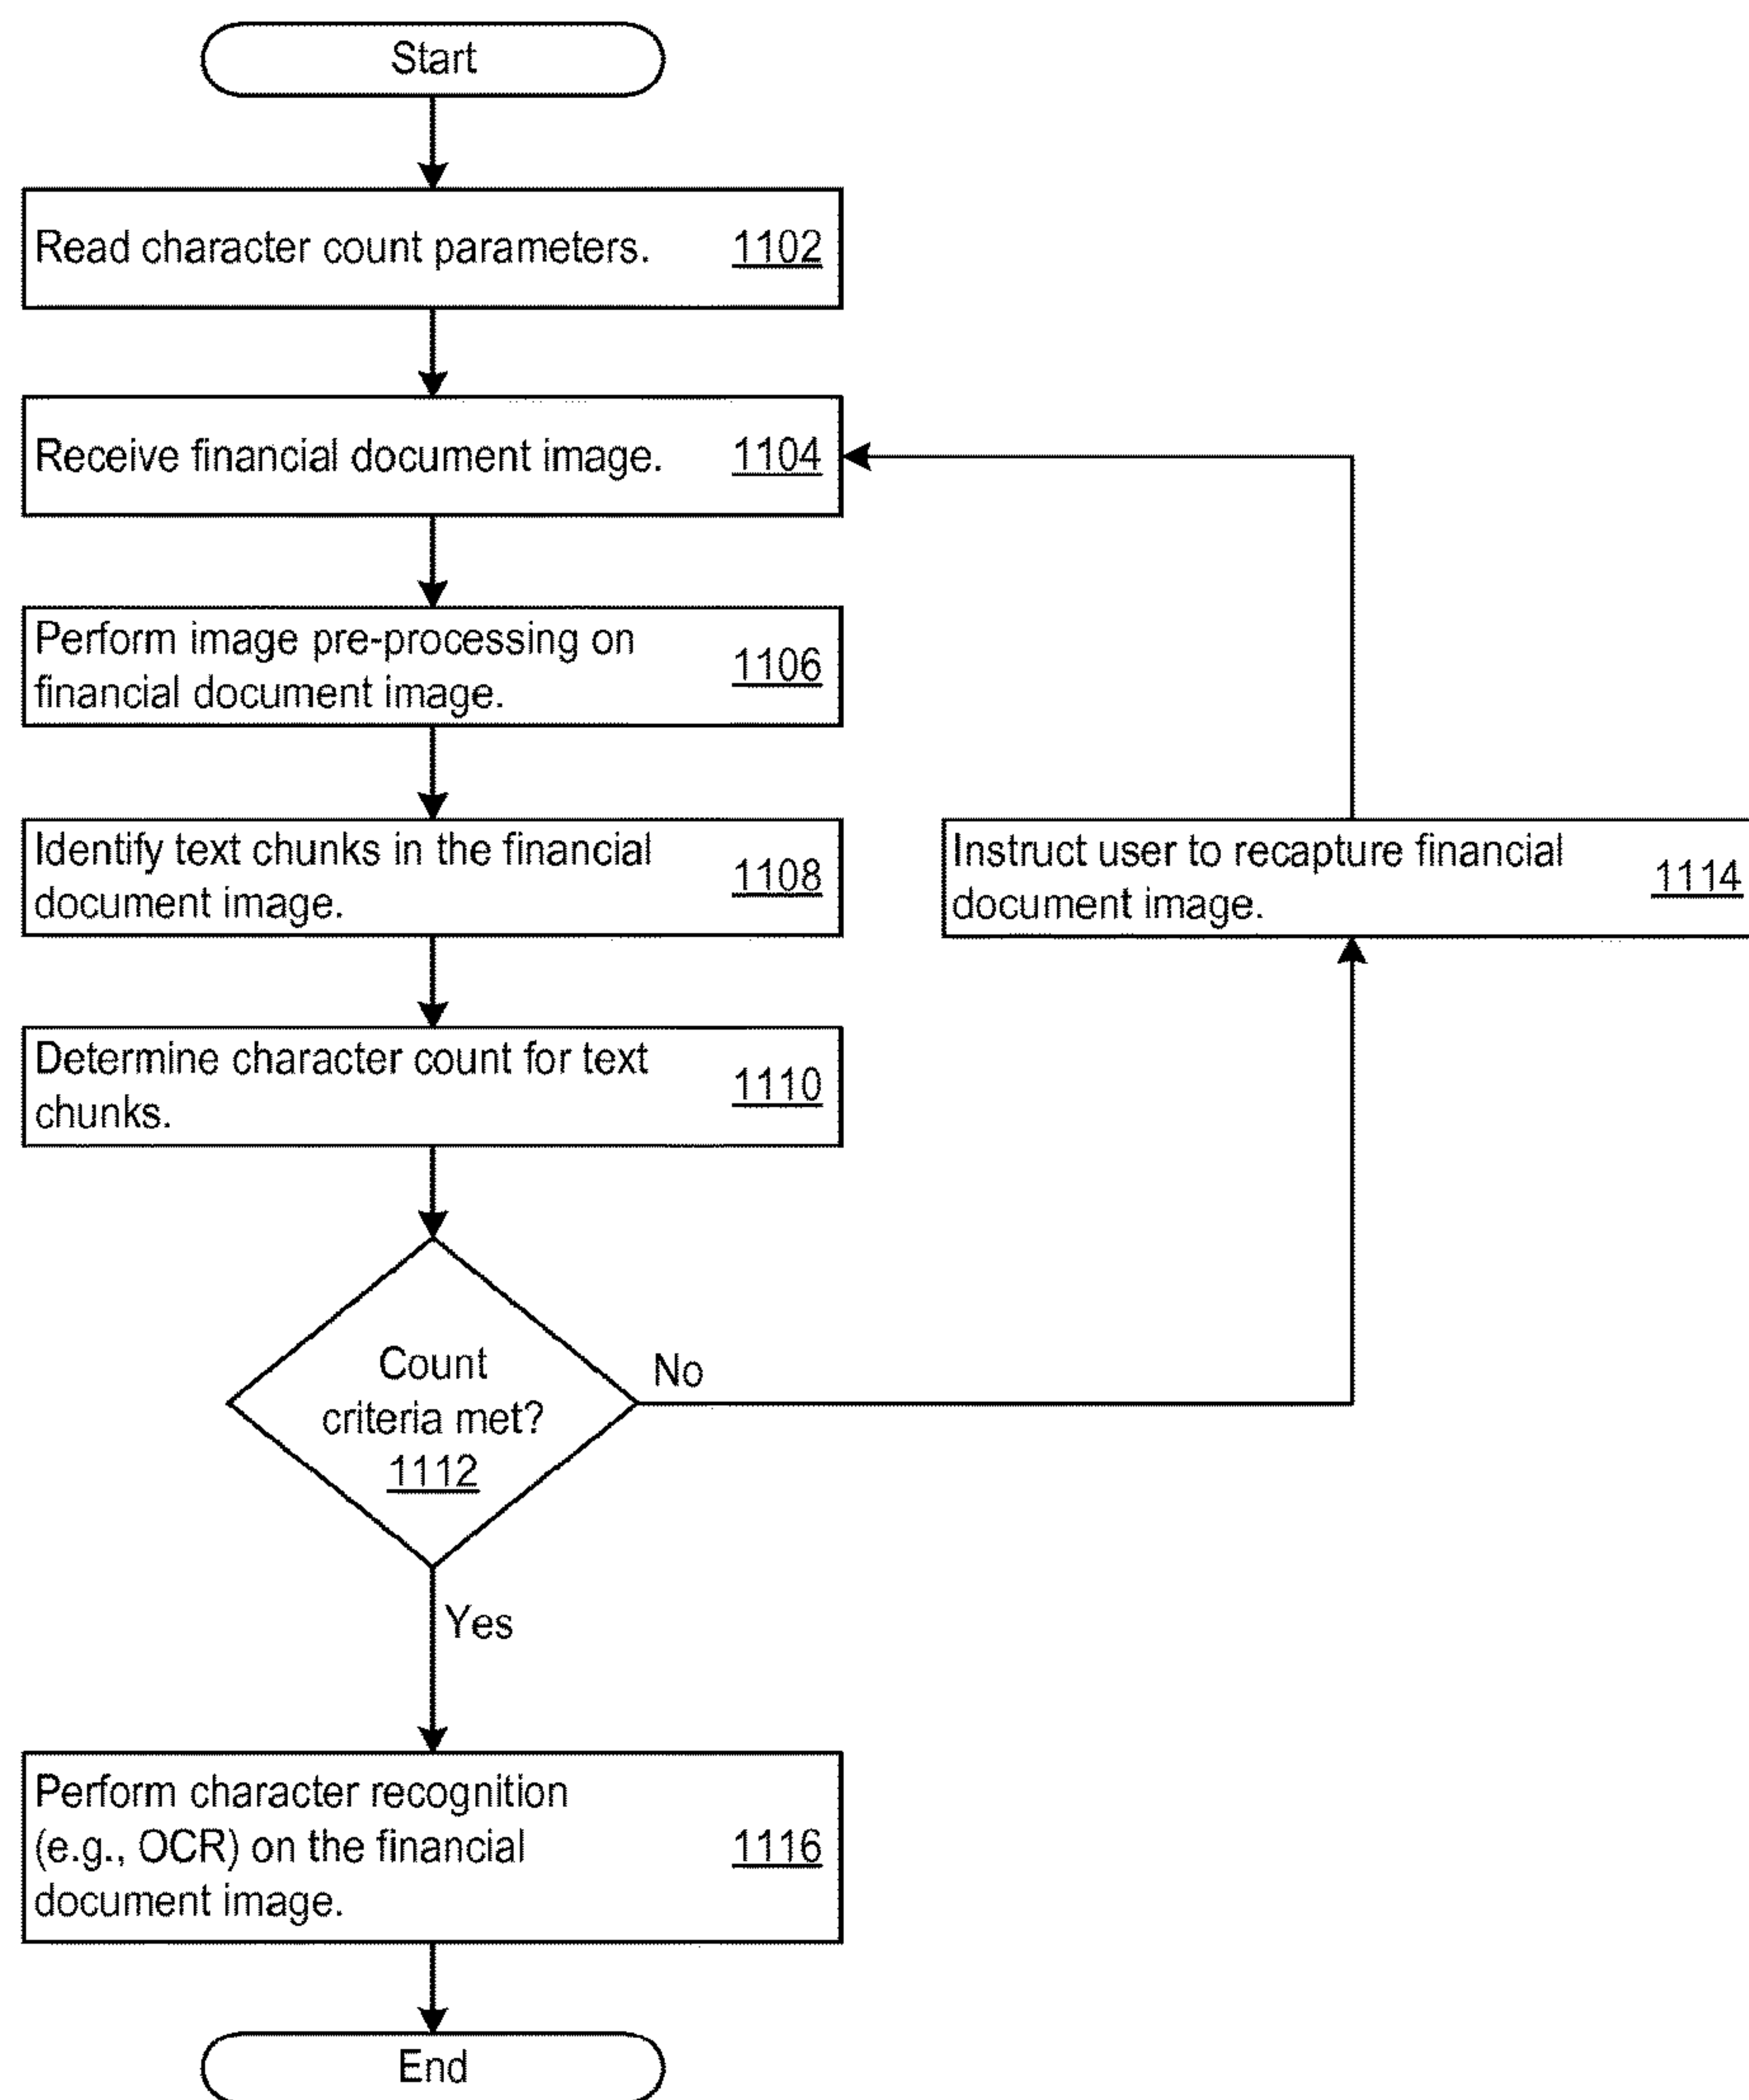 Start
Read character count parameters. 1102
Receive financial document image. 1104
Perform image pre-processing on
financial document image. 1106
Identify text chunks in the financial
document image. 1108
Instruct user to recapture financial
document image. 1114
Determine character count for text
chunks. 1110
Count
criteria met?
1112
No
Yes
Perform character recognition
(e.g., OCR) on the financial 1116
document image.
End